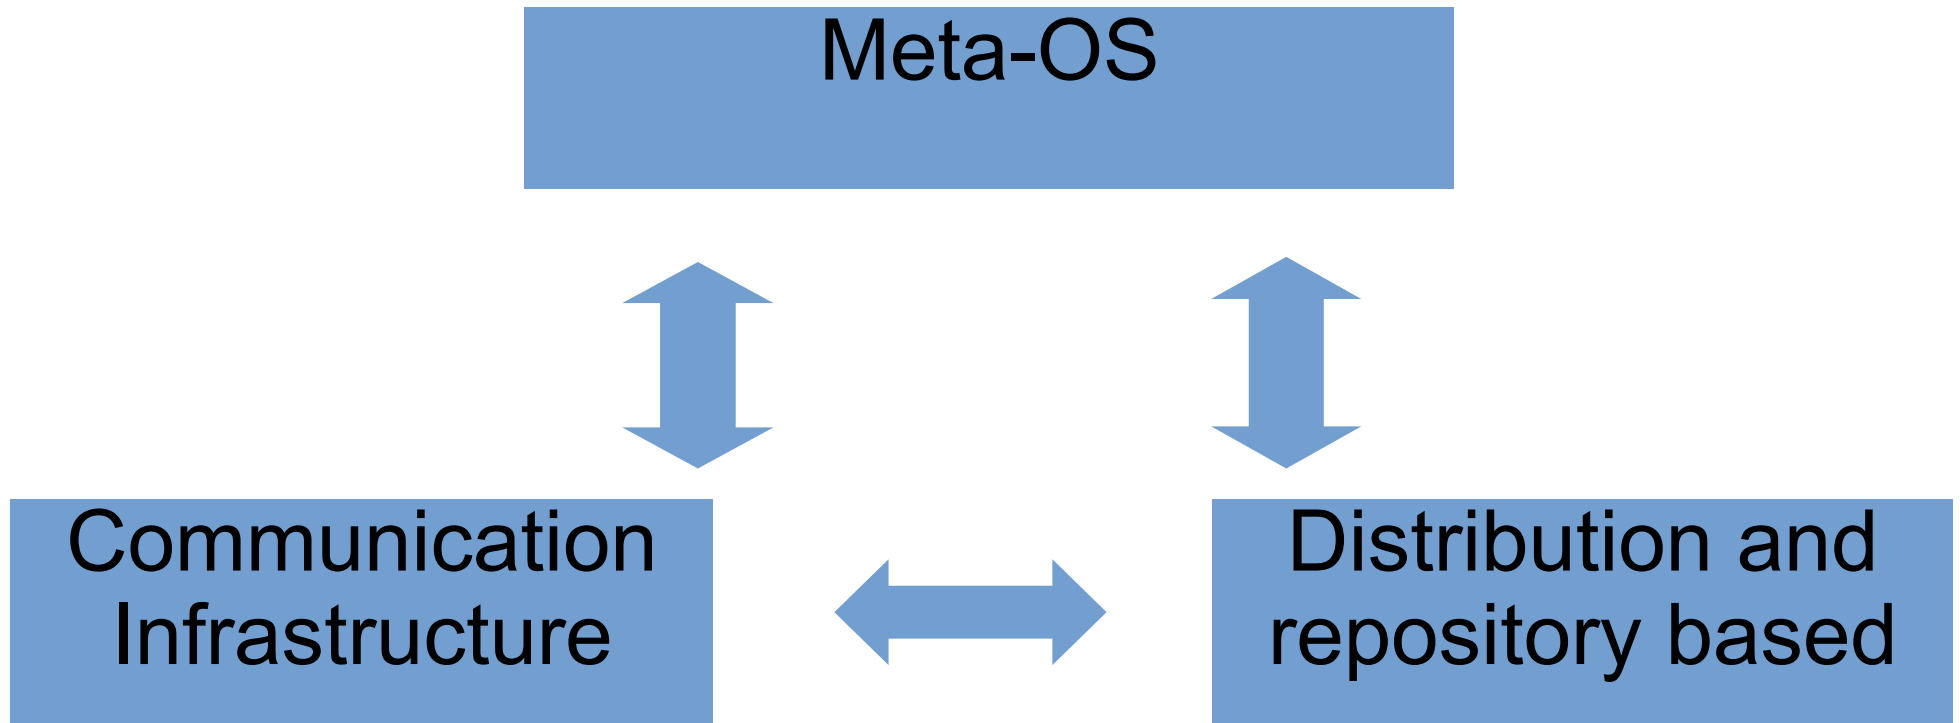 Meta-OS
Communication
Infrastructure
Distribution and
repository based